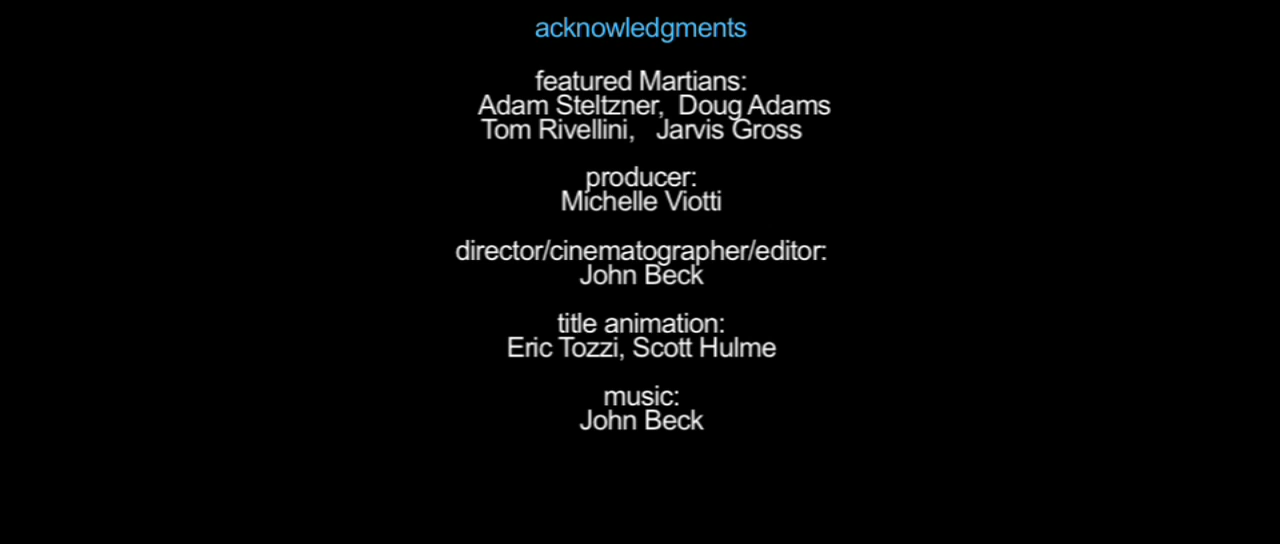 acknowledgments
featured Martians:
Adam Steltzner, Doug Adams
Tom Rivellini, Jarvis Gross
producer:
Michelle Viotti
director/cinematographer/editor:
John Beck
title animation:
Eric Tozzi, Scott Hulme
music:
John Beck